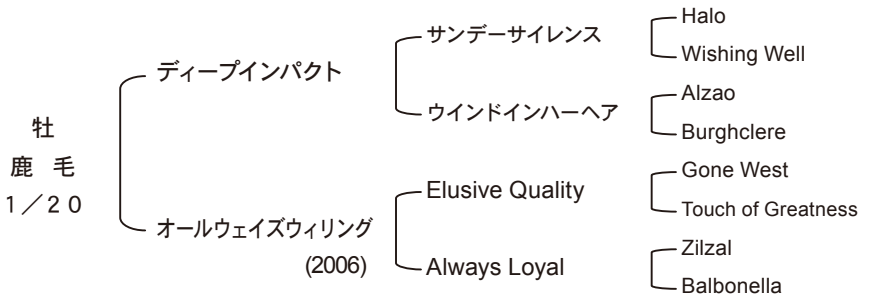 牡
鹿 毛
1／20
ディープインパクト
サンデーサイレンス
Halo
Wishing Well
ウインドインハーヘア
Alzao
Burghclere
オールウェイズウィリング
(2006)
Elusive Quality
Gone West
Touch of Greatness
Always Loyal
Zilzal
Balbonella